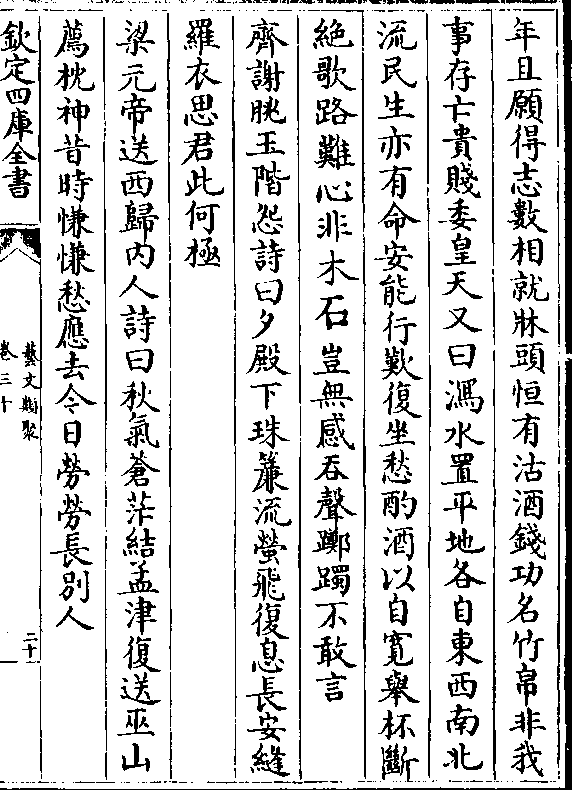 年且願得志數相就牀頭恒有沽酒錢功名竹帛非我
事存亡貴賤委皇天又曰瀉水置平地各自東西南北
流民生亦有命安能行歎復坐愁酌酒以自寛舉杯斷
絶歌路難心非木石豈無感吞聲躑躅不敢言
齊謝朓玉階怨詩曰夕殿下珠簾流螢飛復息長安縫
羅衣思君此何極
梁元帝送西歸内人詩曰秋氣蒼茫結孟津復送巫山
薦枕神昔時慊慊愁應去今日勞勞長别人
欽定四庫全書
藝文類聚
卷三十
二十